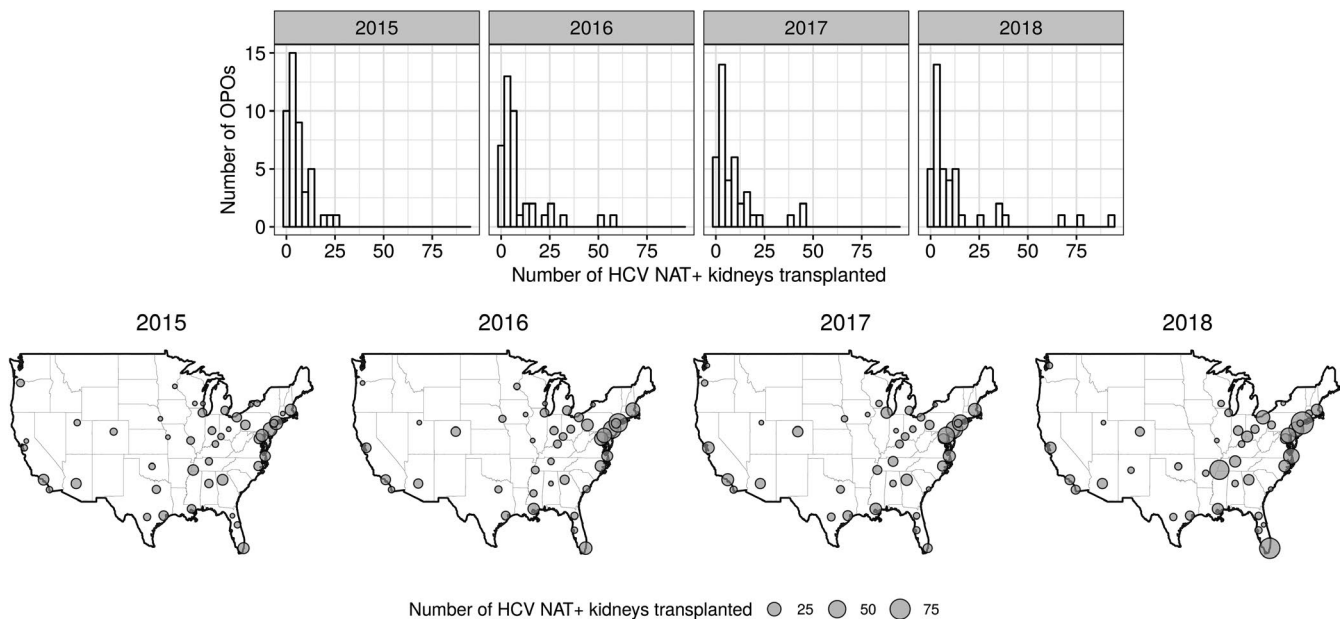 2015 2016 2017 2018
Number of OPOs
15
10
5
0
0 25 50 75 0 25 50 75 0 25 50 75 0 25 50 75
Number of HCV NAT+ kidneys transplanted
2015 2016 2017 2018
Number of HCV NAT+ kidneys transplanted 25 50 75